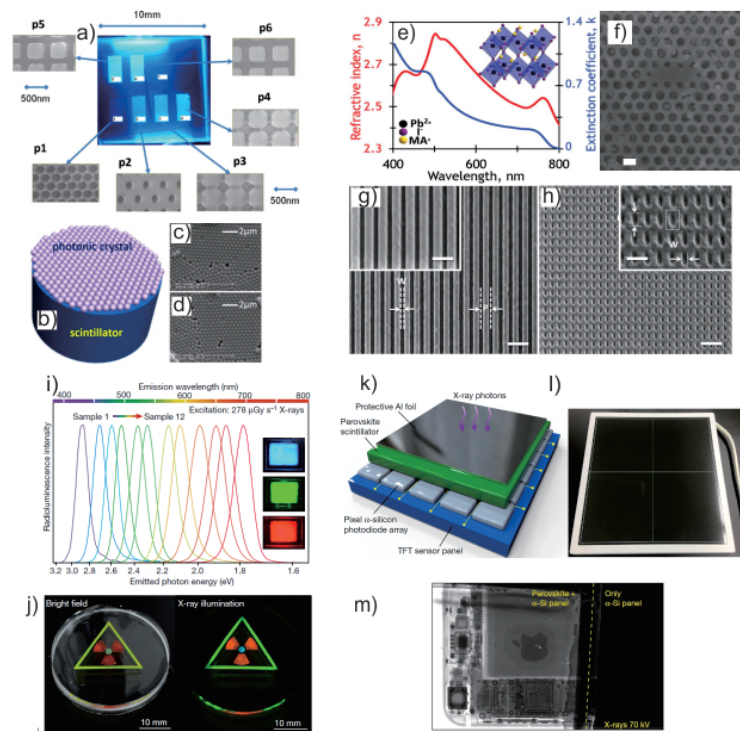 10mm
p5
a)
p6
500nm
p4
p1
p2
p3
500nm
photonic crystal
b)
scintillator
c)
2μm
d)
2μm
e)
Refractive index, n
2.9
2.7
2.5
2.3
1.4
0.7
0
Extinction coefficient, k
Pb²⁺
I⁻
MA⁺
400
600
800
Wavelength, nm
f)
g)
W
P
h)
W
i)
Emission wavelength (nm)
400
500
600
700
800
Sample 1
Sample 12
Excitation: 278 μGy s⁻¹ X-rays
Radioluminescence intensity
3.2
3.0
2.8
2.6
2.4
2.2
2.0
1.8
1.6
Emitted photon energy (eV)
j)
Bright field
X-ray illumination
10 mm
10 mm
k)
X-ray photons
Protective Al foil
Perovskite
scintillator
Pixel α-silicon
photodiode array
TFT sensor panel
l)
m)
Perovskite +
α-Si panel
Only
α-Si panel
X-rays 70 kV